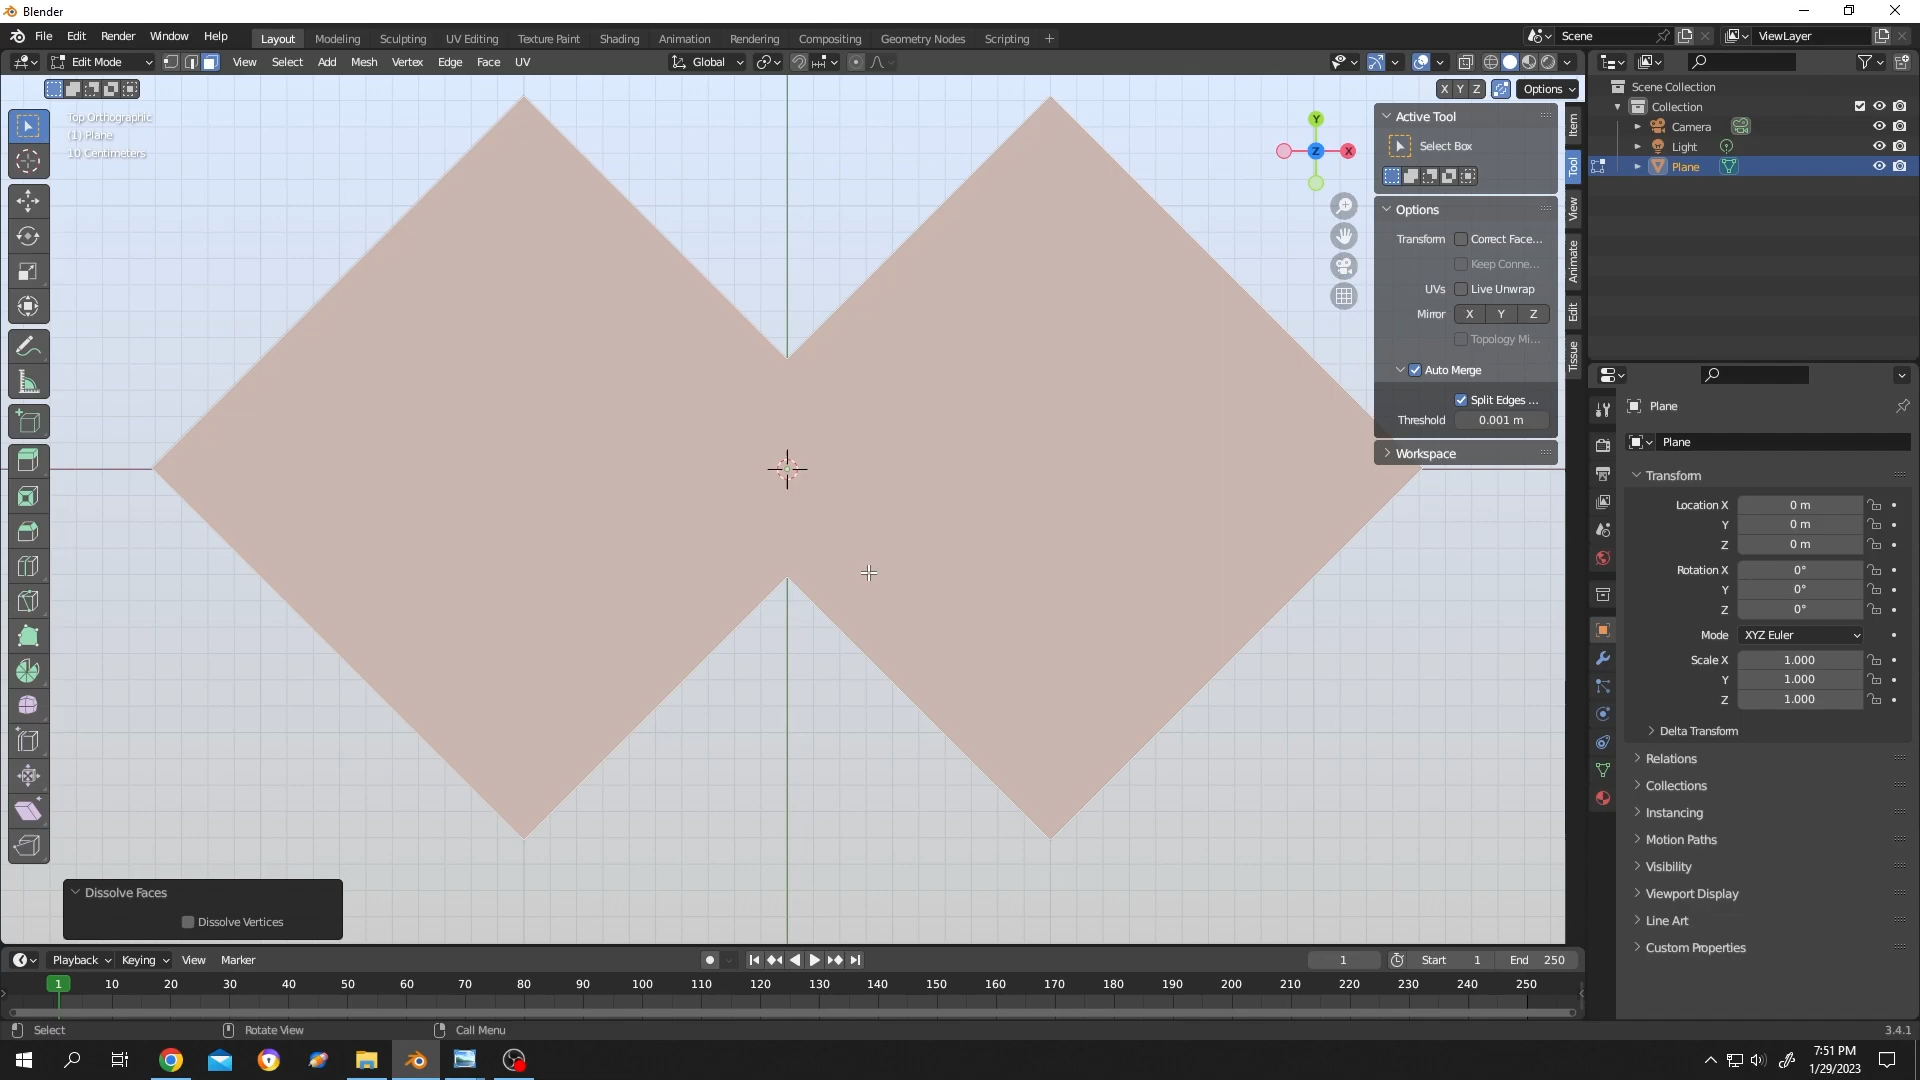 Blender
File Edit Render Window Help
Layout Modeling Sculpting UV Editing Texture Paint Shading Animation Rendering Compositing Geometry Nodes Scripting +
Scene
ViewLayer
Edit Mode View Select Add Mesh Vertex Edge Face UV
Global
X Y Z Options
Top Orthographic
(1) Plane
10 Centimeters
Y
Z
X
Active Tool
Select Box
Options
Transform Correct Face...
Keep Conne...
UVs Live Unwrap
Mirror X Y Z
Topology Mi...
Auto Merge
Split Edges ...
Threshold 0.001 m
Workspace
Item
Tool
View
Animate
Edit
Tissue
Scene Collection
Collection
Camera
Light
Plane
Plane
Plane
Transform
Location X 0 m
Y 0 m
Z 0 m
Rotation X 0°
Y 0°
Z 0°
Mode XYZ Euler
Scale X 1.000
Y 1.000
Z 1.000
Delta Transform
Relations
Collections
Instancing
Motion Paths
Visibility
Viewport Display
Line Art
Custom Properties
Dissolve Faces
Dissolve Vertices
Playback Keying View Marker
1 Start 1 End 250
1 10 20 30 40 50 60 70 80 90 100 110 120 130 140 150 160 170 180 190 200 210 220 230 240 250
Select Rotate View Call Menu
3.4.1
7:51 PM
1/29/2023